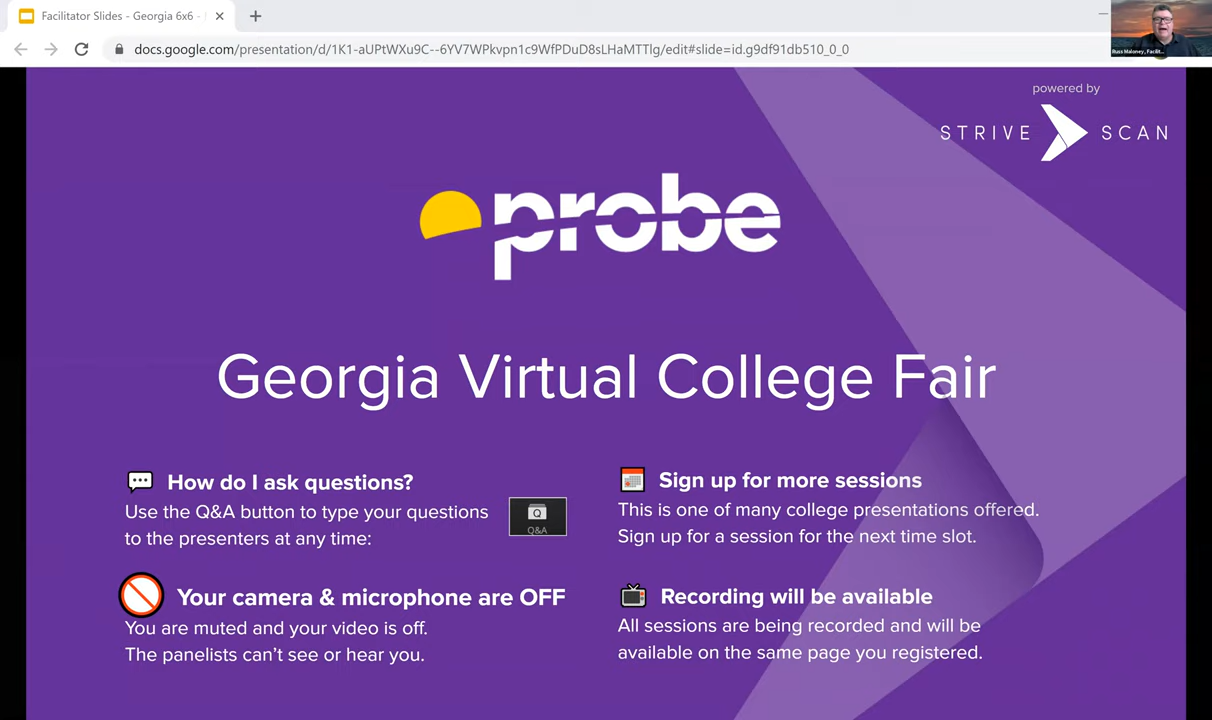 Facilitator Slides - Georgia 6x6 -
docs.google.com/presentation/d/1K1-aUPtWXu9C--6YV7WPkvpn1c9WfPDuD8sLHaMTTlg/edit#slide=id.g9df91db510_0_0
Russ Maloney, Facilit...
powered by
STRIVE SCAN
probe
Georgia Virtual College Fair
How do I ask questions?
Use the Q&A button to type your questions
to the presenters at any time:
Q
Q&A
Sign up for more sessions
This is one of many college presentations offered.
Sign up for a session for the next time slot.
Your camera & microphone are OFF
You are muted and your video is off.
The panelists can’t see or hear you.
Recording will be available
All sessions are being recorded and will be
available on the same page you registered.